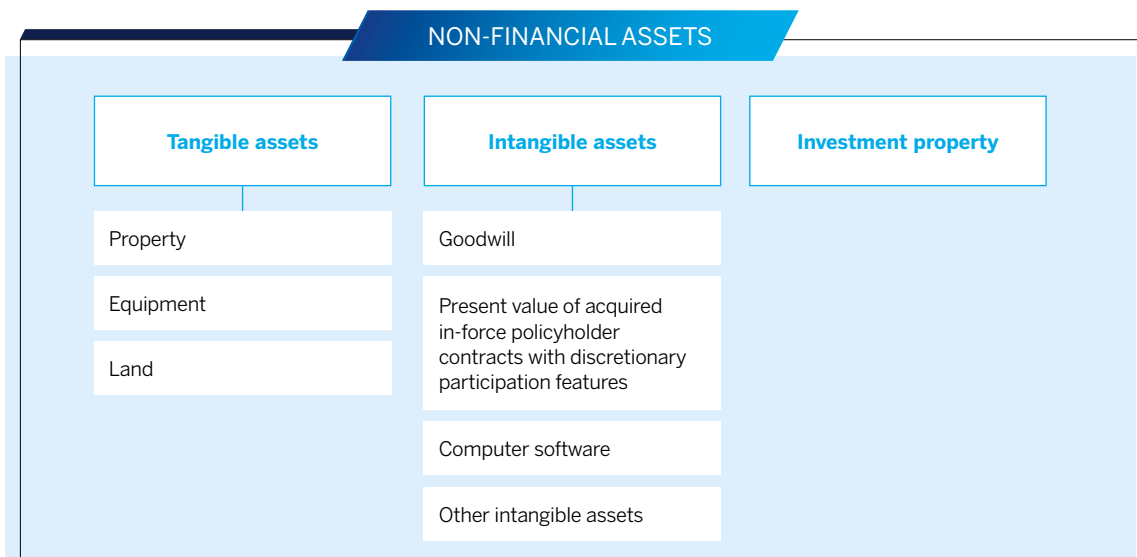 NON-FINANCIAL ASSETS
Tangible assets
Property
Equipment
Land
Intangible assets
Goodwill
Present value of acquired
in-force policyholder
contracts with discretionary
participation features
Computer software
Other intangible assets
Investment property